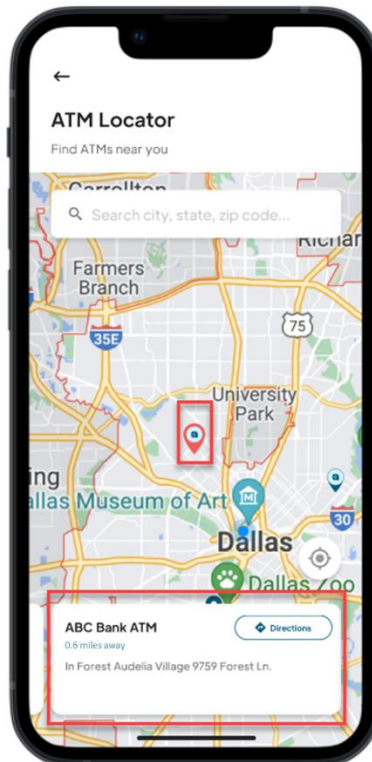 ATM Locator
Find ATMs near you
Carrollton
Search city, state, zip code...
Richar
Farmers
Branch
75
35E
University
Park
a
a
ing
allas Museum of Art
M
30
Dallas
Dallas Zoo
ABC Bank ATM
Directions
0.6 miles away
In Forest Audelia Village 9759 Forest Ln.